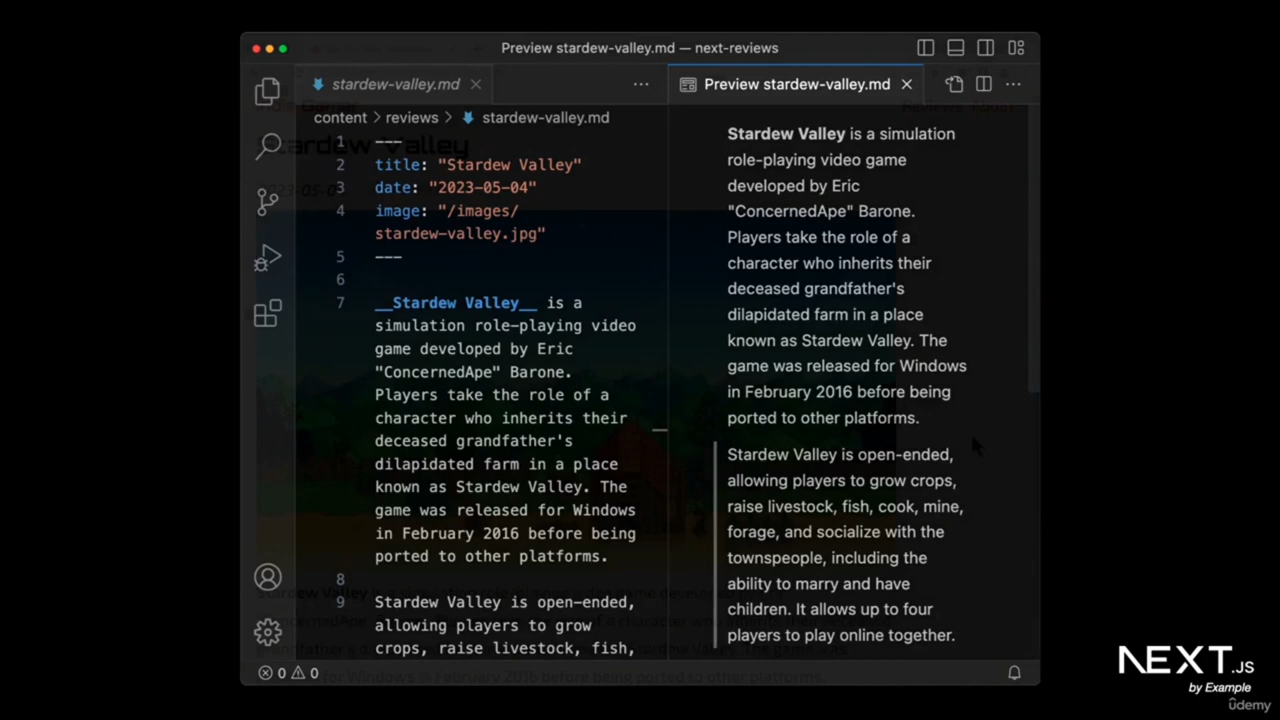 Preview stardew-valley.md — next-reviews
stardew-valley.md
Preview stardew-valley.md
content > reviews > stardew-valley.md
1 ---
2 title: "Stardew Valley"
3 date: "2023-05-04"
4 image: "/images/
stardew-valley.jpg"
5 ---
6
7 __Stardew Valley__ is a
simulation role-playing video
game developed by Eric
"ConcernedApe" Barone.
Players take the role of a
character who inherits their
deceased grandfather's
dilapidated farm in a place
known as Stardew Valley. The
game was released for Windows
in February 2016 before being
ported to other platforms.
8
9 Stardew Valley is open-ended,
allowing players to grow
crops, raise livestock, fish,
Stardew Valley is a simulation
role-playing video game
developed by Eric
"ConcernedApe" Barone.
Players take the role of a
character who inherits their
deceased grandfather's
dilapidated farm in a place
known as Stardew Valley. The
game was released for Windows
in February 2016 before being
ported to other platforms.
Stardew Valley is open-ended,
allowing players to grow crops,
raise livestock, fish, cook, mine,
forage, and socialize with the
townspeople, including the
ability to marry and have
children. It allows up to four
players to play online together.
0 0
NEXT.JS
by Example
udemy